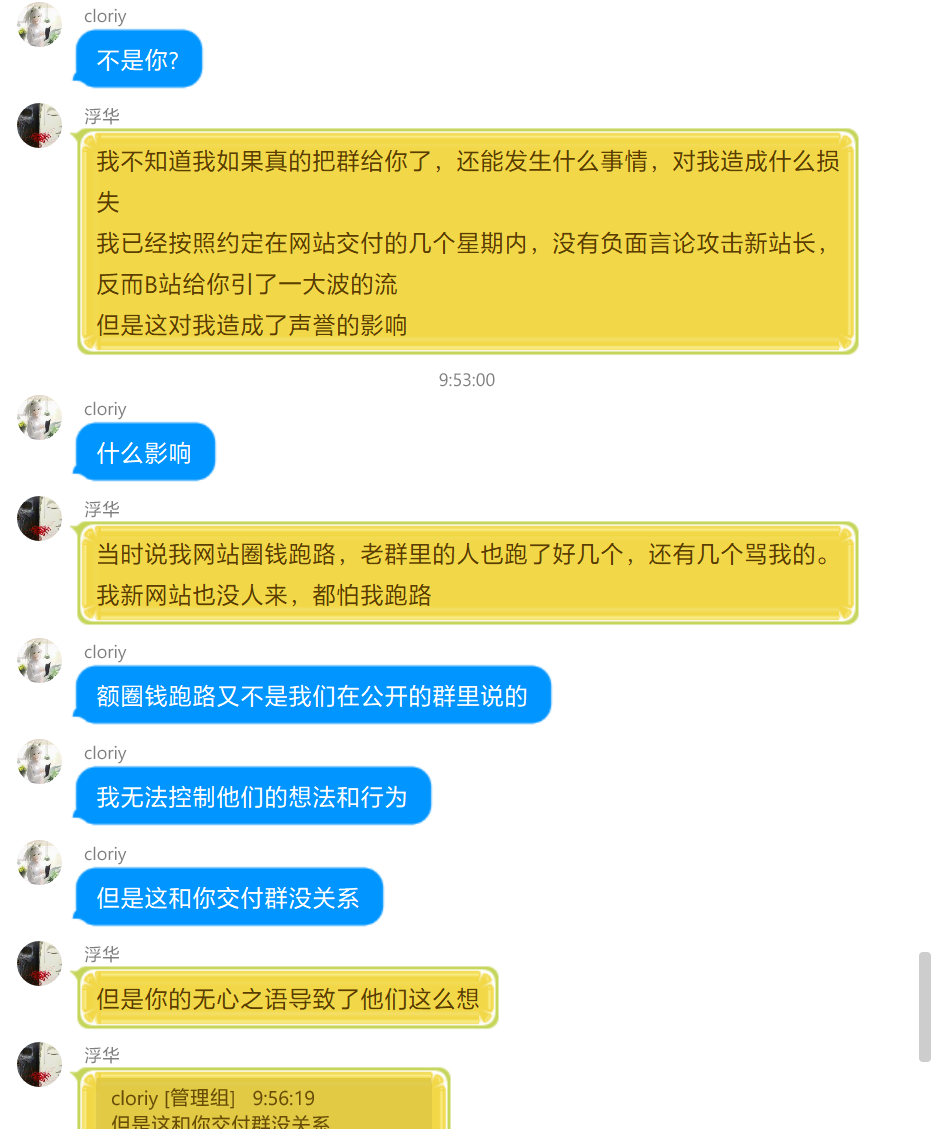 cloriy
不是你?
浮华
我不知道我如果真的把群给你了，还能发生什么事情，对我造成什么损
失
我已经按照约定在网站交付的几个星期内，没有负面言论攻击新站长，
反而B站给你引了一大波的流
但是这对我造成了声誉的影响
9:53:00
cloriy
什么影响
浮华
当时说我网站圈钱跑路，老群里的人也跑了好几个，还有几个骂我的。
我新网站也没人来，都怕我跑路
cloriy
额圈钱跑路又不是我们在公开的群里说的
cloriy
我无法控制他们的想法和行为
cloriy
但是这和你交付群没关系
浮华
但是你的无心之语导致了他们这么想
浮华
cloriy [管理组] 9:56:19
但是这和你交付群没关系